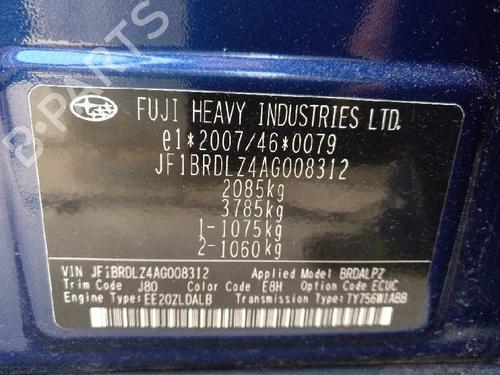 B-PARTS
FUJI HEAVY INDUSTRIES LTD.
e1*2007/46*0079
JF1BRDLZ4AG008312
2085kg
3785kg
1-1075kg
2-1060kg
VIN JF1BRDLZ4AG008312 Applied Model BRDALPZ
Trim Code J80 Color Code E8H Option Code ECUC
Engine Type:EE20ZLDALB Transmission Type:TY756W1ABB